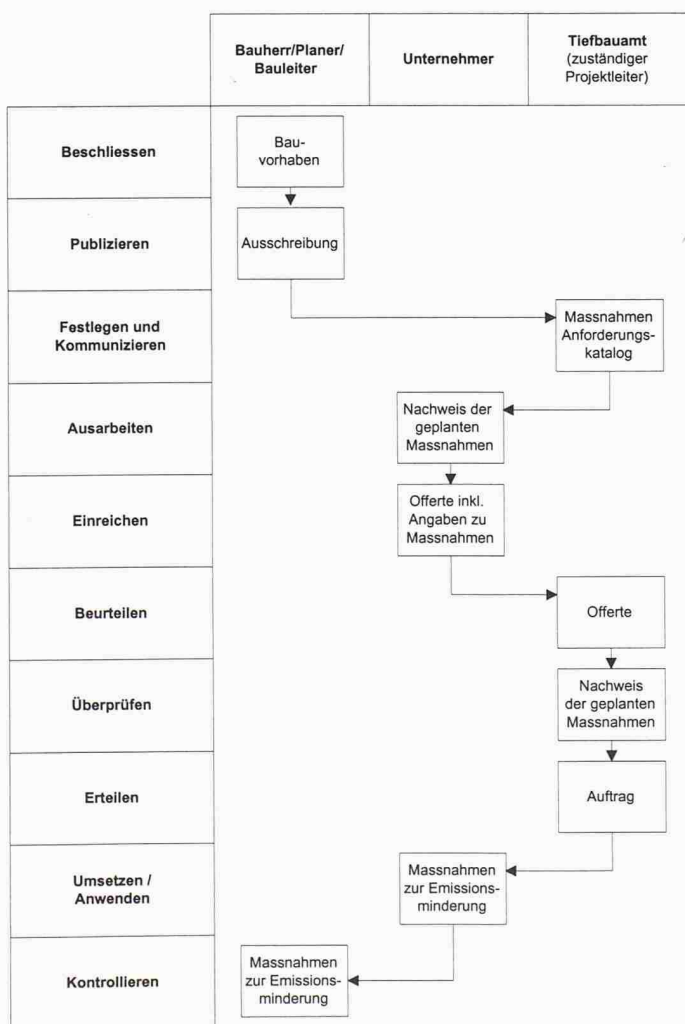 Bauherr/Planer/
Bauleiter
Unternehmer
Tiefbauamt
(zuständiger
Projektleiter)
Beschliessen
Bau-
vorhaben
Publizieren
Ausschreibung
Festlegen und
Kommunizieren
Massnahmen
Anforderungs-
katalog
Ausarbeiten
Nachweis der
geplanten
Massnahmen
Einreichen
Offerte inkl.
Angaben zu
Massnahmen
Beurteilen
Offerte
Überprüfen
Nachweis
der geplanten
Massnahmen
Erteilen
Auftrag
Umsetzen /
Anwenden
Massnahmen
zur Emissions-
minderung
Kontrollieren
Massnahmen
zur Emissions-
minderung